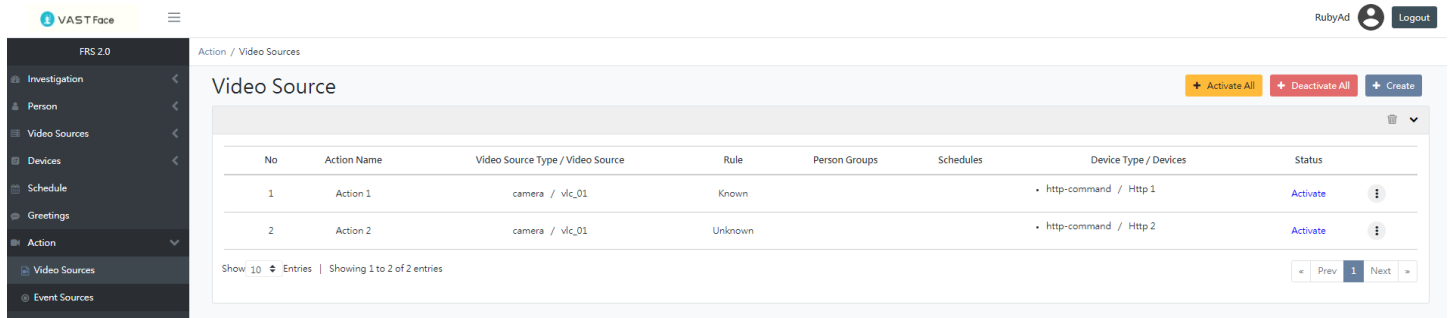 VAST Face
RubyAd
Logout
FRS 2.0
Investigation
Person
Video Sources
Devices
Schedule
Greetings
Action
Video Sources
Event Sources
Action / Video Sources
Video Source
+ Activate All
+ Deactivate All
+ Create
No Action Name Video Source Type / Video Source Rule Person Groups Schedules Device Type / Devices Status
1 Action 1 camera / vlc_01 Known • http-command / Http 1 Activate
2 Action 2 camera / vlc_01 Unknown • http-command / Http 2 Activate
Show 10 Entries | Showing 1 to 2 of 2 entries
« Prev 1 Next »